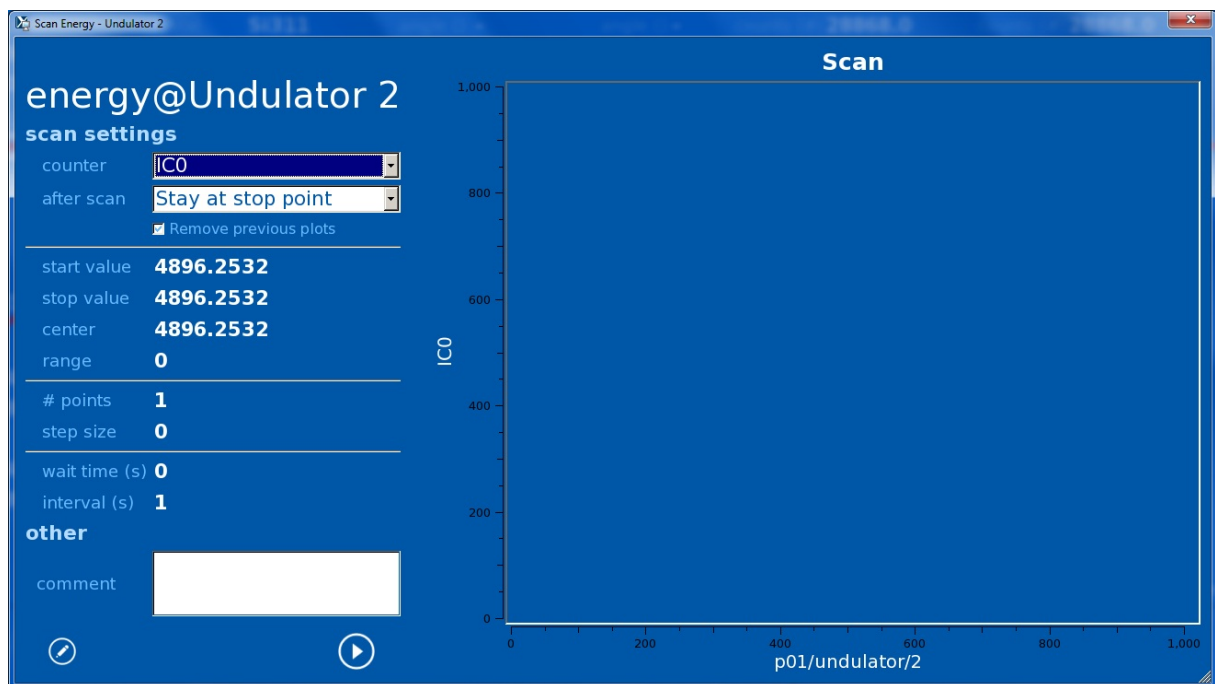 Scan Energy - Undulator 2
energy@Undulator 2
scan settings
counter IC0
after scan Stay at stop point
Remove previous plots
start value 4896.2532
stop value 4896.2532
center 4896.2532
range 0
# points 1
step size 0
wait time (s) 0
interval (s) 1
other
comment
Scan
1,000
800
600
400
200
0
IC0
0 200 400 600 800 1,000
p01/undulator/2